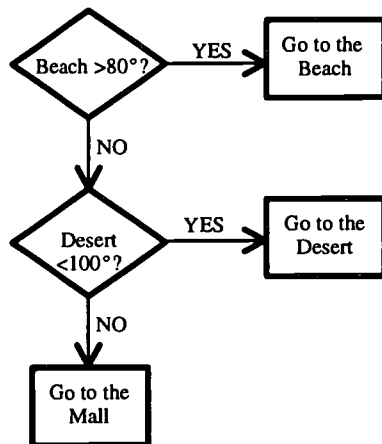 Beach >80°?
YES
Go to the
Beach
NO
Desert
<100°?
YES
Go to the
Desert
NO
Go to the
Mall